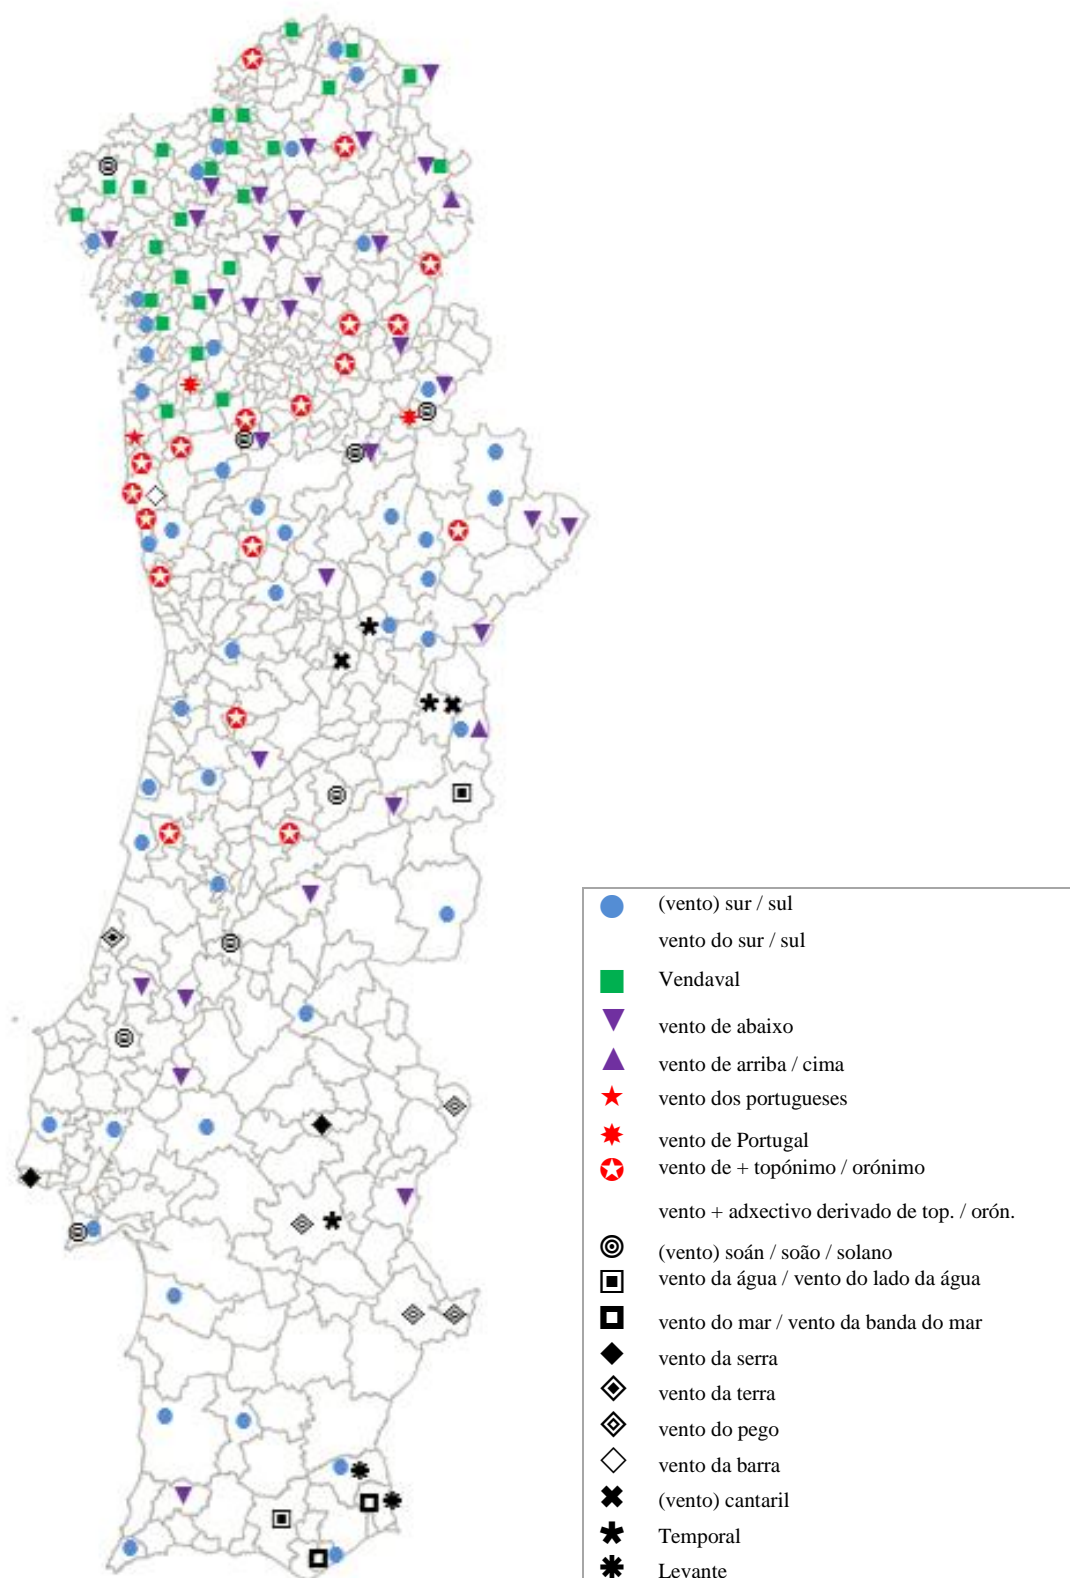 (vento) sur / sul
vento do sur / sul
Vendaval
vento de abaixo
vento de arriba / cima
vento dos portugueses
vento de Portugal
vento de + topónimo / orónimo
vento + adxectivo derivado de top. / orón.
(vento) soán / soão / solano
vento da água / vento do lado da água
vento do mar / vento da banda do mar
vento da serra
vento da terra
vento do pego
vento da barra
(vento) cantaril
Temporal
Levante